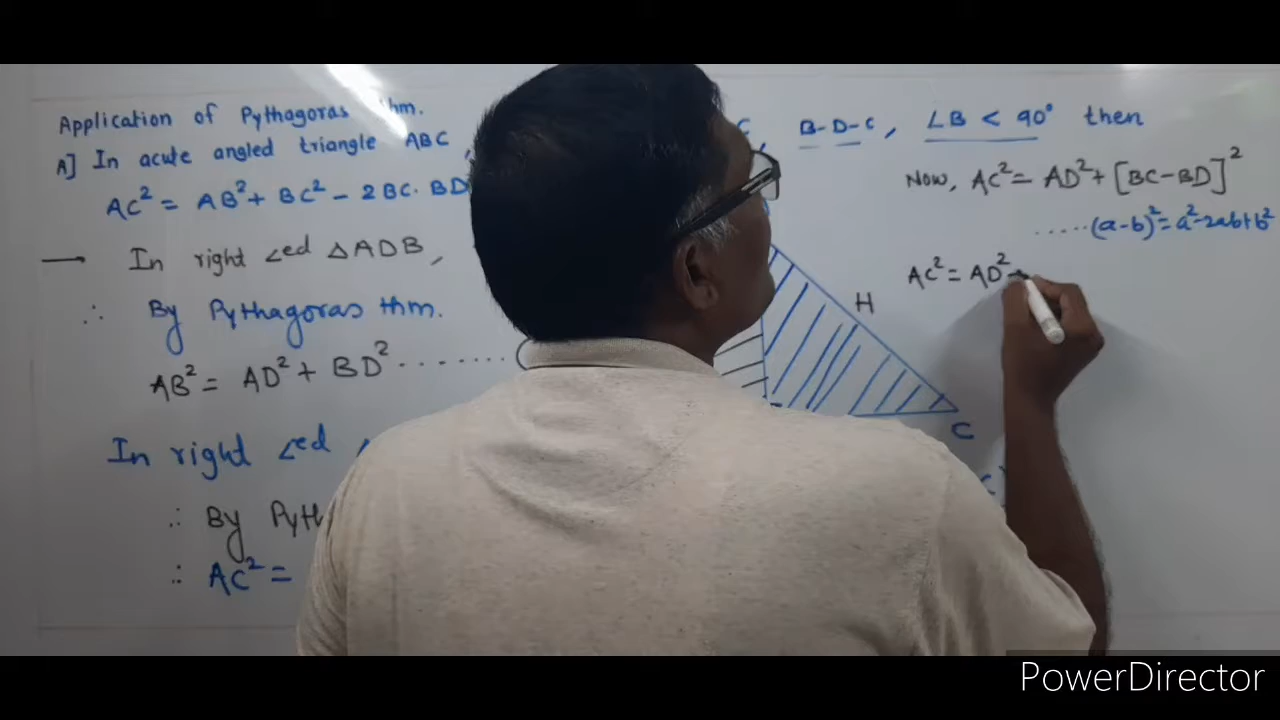 Application of Pythagoras thm.
A] In acute angled triangle ABC, B-D-C, ∠B < 90° then
AC² = AB² + BC² - 2BC·BD
→ In right ∠ed △ADB,
∴ By Pythagoras thm.
AB² = AD² + BD² ........
In right ∠ed
∴ By
∴ AC² =
Now, AC² = AD² + [BC-BD]²
.....(a-b)² = a²-2ab+b²
AC² = AD²
H
C
PowerDirector